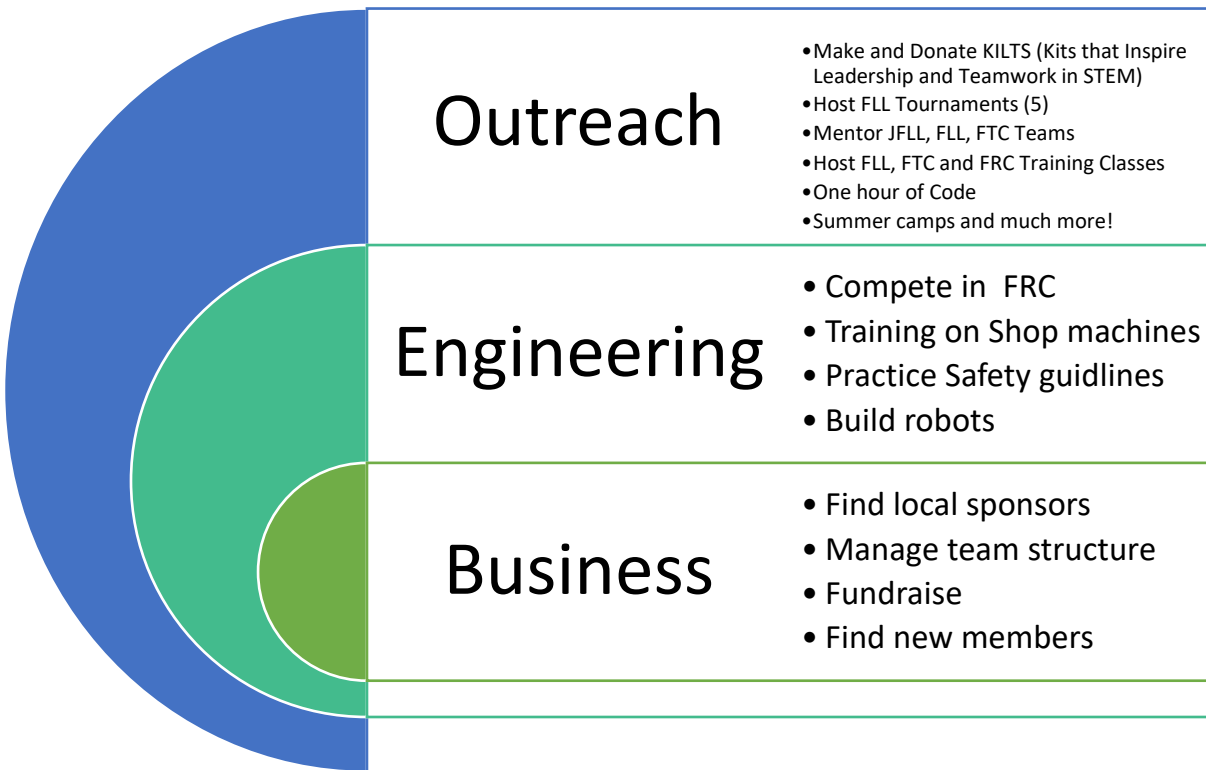 Outreach
•Make and Donate KILTS (Kits that Inspire
Leadership and Teamwork in STEM)
•Host FLL Tournaments (5)
•Mentor JFLL, FLL, FTC Teams
•Host FLL, FTC and FRC Training Classes
•One hour of Code
•Summer camps and much more!
Engineering
• Compete in  FRC
• Training on Shop machines
• Practice Safety guidlines
• Build robots
Business
• Find local sponsors
• Manage team structure
• Fundraise
• Find new members